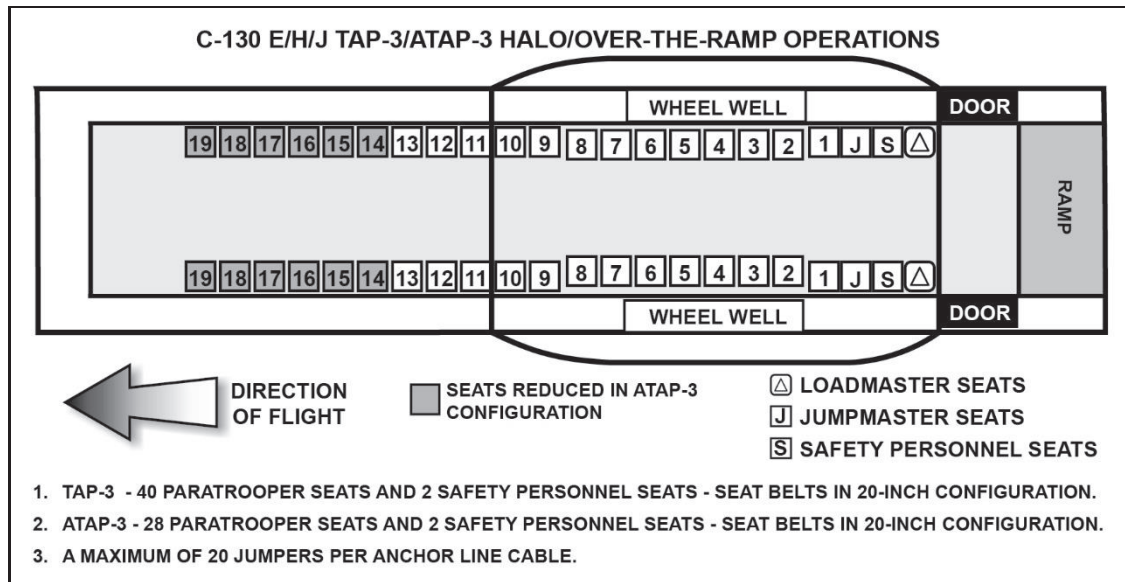 C-130 E/H/J TAP-3/ATAP-3 HALO/OVER-THE-RAMP OPERATIONS
WHEEL WELL
DOOR
19 18 17 16 15 14 13 12 11 10 9 8 7 6 5 4 3 2 1 J S △
RAMP
19 18 17 16 15 14 13 12 11 10 9 8 7 6 5 4 3 2 1 J S △
WHEEL WELL
DOOR
DIRECTION
OF FLIGHT
SEATS REDUCED IN ATAP-3
CONFIGURATION
△ LOADMASTER SEATS
J JUMPMASTER SEATS
S SAFETY PERSONNEL SEATS
1. TAP-3 - 40 PARATROOPER SEATS AND 2 SAFETY PERSONNEL SEATS - SEAT BELTS IN 20-INCH CONFIGURATION.
2. ATAP-3 - 28 PARATROOPER SEATS AND 2 SAFETY PERSONNEL SEATS - SEAT BELTS IN 20-INCH CONFIGURATION.
3. A MAXIMUM OF 20 JUMPERS PER ANCHOR LINE CABLE.